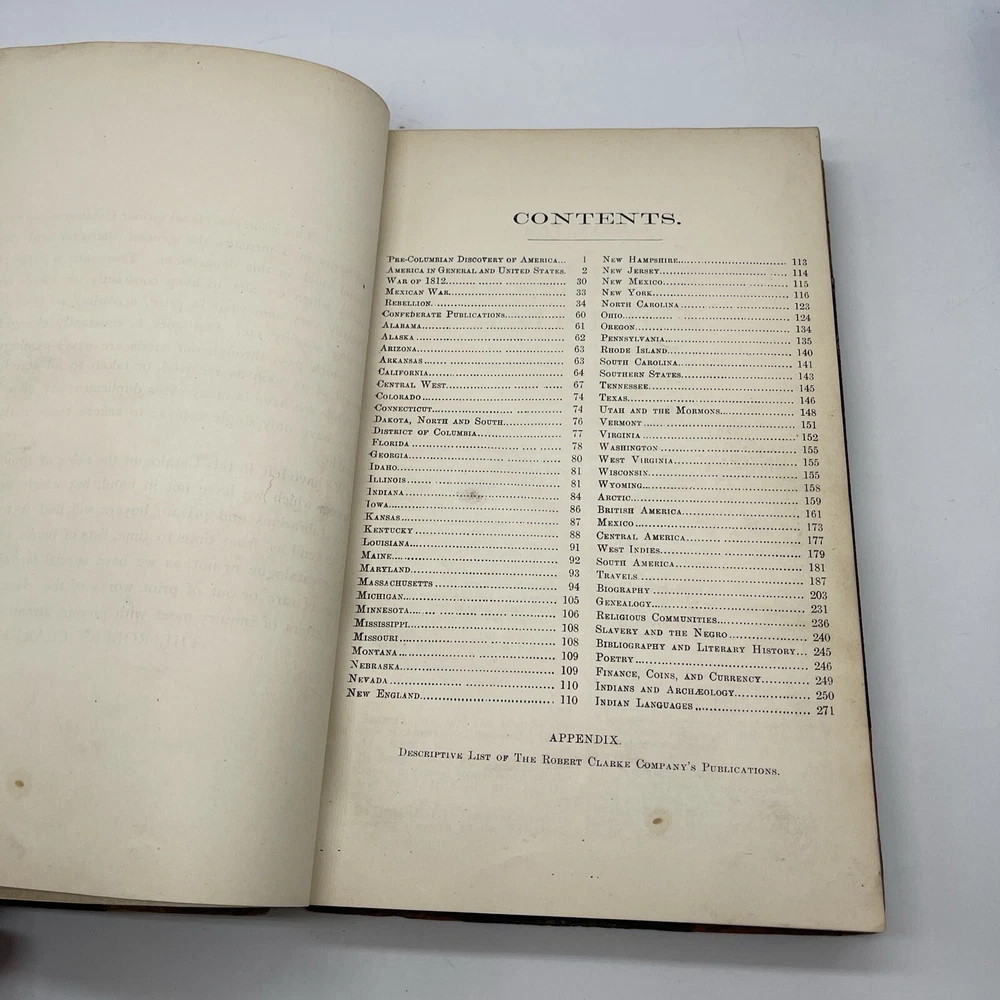 CONTENTS.
Pre-Columbian Discovery of America... 1
America in General and United States. 2
War of 1812........................ 30
Mexican War........................ 33
Rebellion. ........................ 34
Confederate Publications........................ 60
Alabama........................ 61
Alaska ........................ 62
Arizona........................ 63
Arkansas ........................ 63
California........................ 64
Central West........................ 67
Colorado ........................ 74
Connecticut........................ 74
Dakota, North and South........................ 76
District of Columbia........................ 77
Florida ........................ 78
Georgia........................ 80
Idaho........................ 81
Illinois........................ 81
Indiana ........................ 84
Iowa........................ 86
Kansas........................ 87
Kentucky ........................ 88
Louisiana........................ 91
Maine........................ 92
Maryland........................ 93
Massachusetts ........................ 94
Michigan........................ 105
Minnesota........................ 106
Mississippi........................ 108
Missouri ........................ 108
Montana ........................ 109
Nebraska........................ 109
Nevada ........................ 110
New England........................ 110
New Hampshire........................ 113
New Jersey........................ 114
New Mexico........................ 115
New York........................ 116
North Carolina........................ 123
Ohio........................ 124
Oregon........................ 134
Pennsylvania........................ 135
Rhode Island........................ 140
South Carolina........................ 141
Southern States........................ 143
Tennessee........................ 145
Texas........................ 146
Utah and the Mormons........................ 148
Vermont ........................ 151
Virginia ........................ 152
Washington ........................ 155
West Virginia........................ 155
Wisconsin........................ 155
Wyoming........................ 158
Arctic........................ 159
British America........................ 161
Mexico ........................ 173
Central America........................ 177
West Indies........................ 179
South America........................ 181
Travels ........................ 187
Biography ........................ 203
Genealogy........................ 231
Religious Communities........................ 236
Slavery and the Negro ........................ 240
Bibliography and Literary History... 245
Poetry........................ 246
Finance, Coins, and Currency........................ 249
Indians and Archæology........................ 250
Indian Languages ........................ 271
APPENDIX.
Descriptive List of The Robert Clarke Company's Publications.